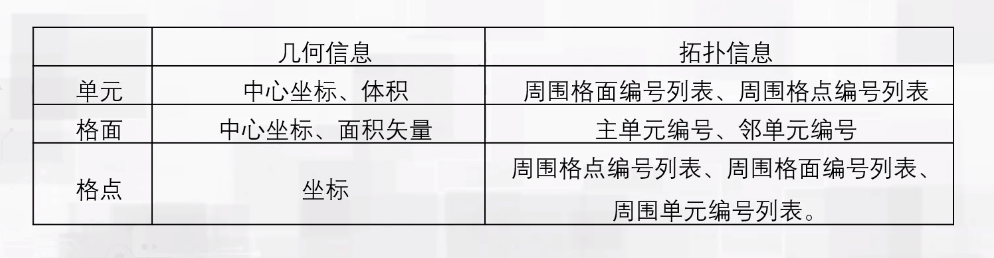 几何信息 拓扑信息
单元 中心坐标、体积 周围格面编号列表、周围格点编号列表
格面 中心坐标、面积矢量 主单元编号、邻单元编号
格点 坐标 周围格点编号列表、周围格面编号列表、
周围单元编号列表。